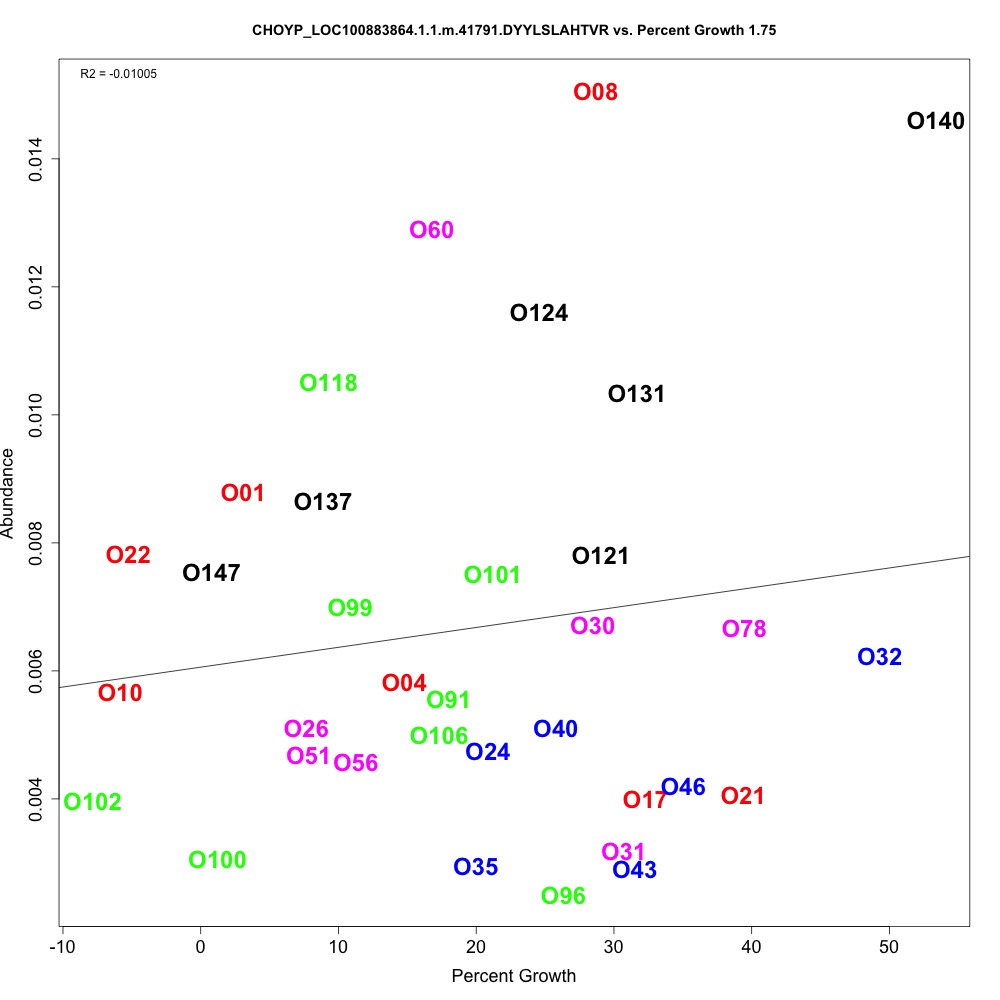 CHOYP_LOC100883864.1.1.m.41791.DYYLSLAHTVR vs. Percent Growth 1.75
R2 = -0.01005
O08
O140
0.014
O60
0.012
O124
O118
O131
0.010
Abundance
O01
O137
O22
O121
0.008
O147
O101
O99
O30
O78
O32
0.006
O10
O04
O91
O26
O40
O106
O24
O51
O56
O46
O21
O17
0.004
O102
O31
O100
O35
O43
O96
-10 0 10 20 30 40 50
Percent Growth